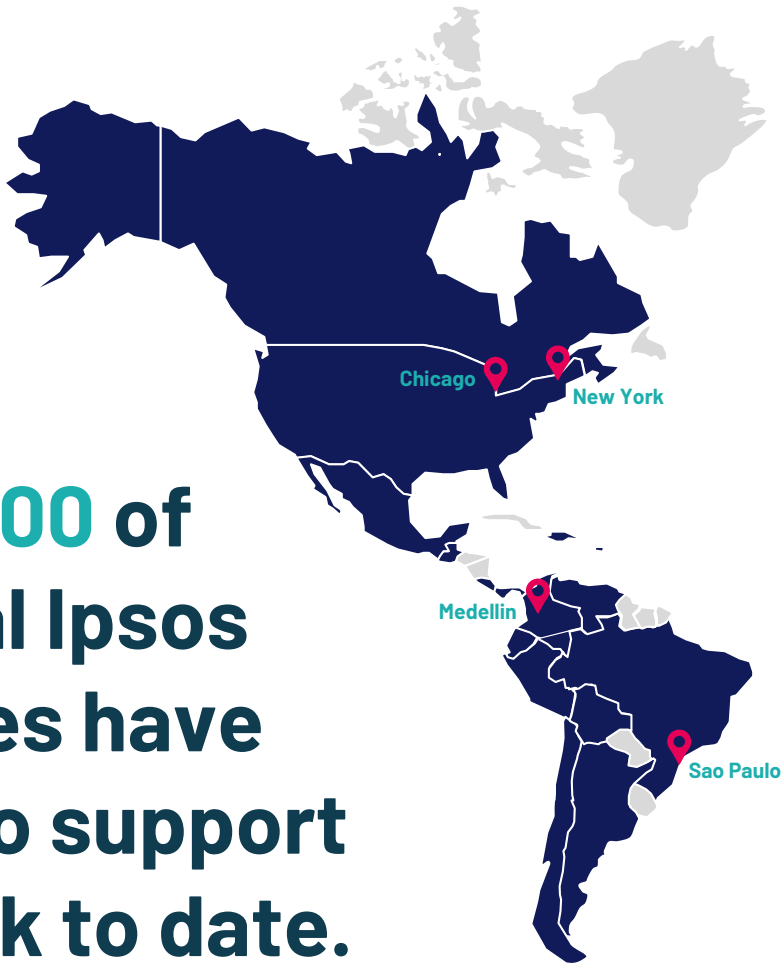 Chicago
New York
00 of
l Ipsos
Medellin
es have
Sao Paulo
o support
k to date.